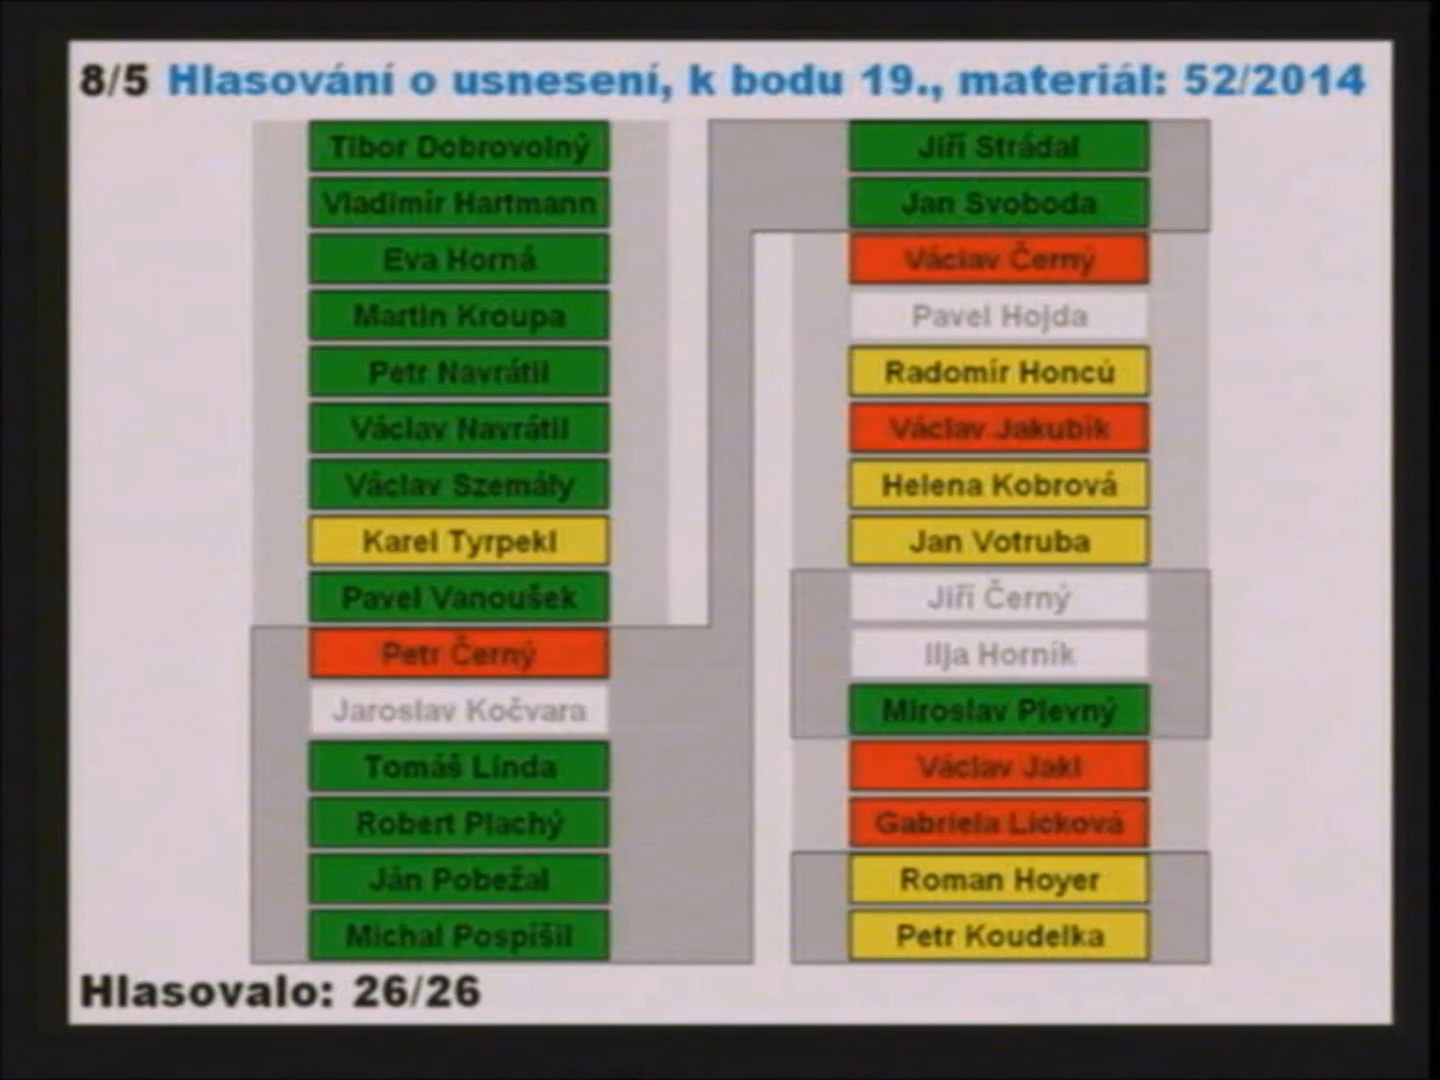 8/5 Hlasování o usnesení, k bodu 19., materiál: 52/2014
Tibor Dobrovolný
Vladimír Hartmann
Eva Horná
Martin Kroupa
Petr Navrátil
Václav Navrátil
Václav Szemály
Karel Tyrpekl
Pavel Vanoušek
Petr Černý
Jaroslav Kočvara
Tomáš Linda
Robert Plachý
Ján Pobežal
Michal Pospíšil
Jiří Strádal
Jan Svoboda
Václav Černý
Pavel Hojda
Radomír Honců
Václav Jakubík
Helena Kobrová
Jan Votruba
Jiří Černý
Ilja Horník
Miroslav Plevný
Václav Jakl
Gabriela Licková
Roman Hoyer
Petr Koudelka
Hlasovalo: 26/26